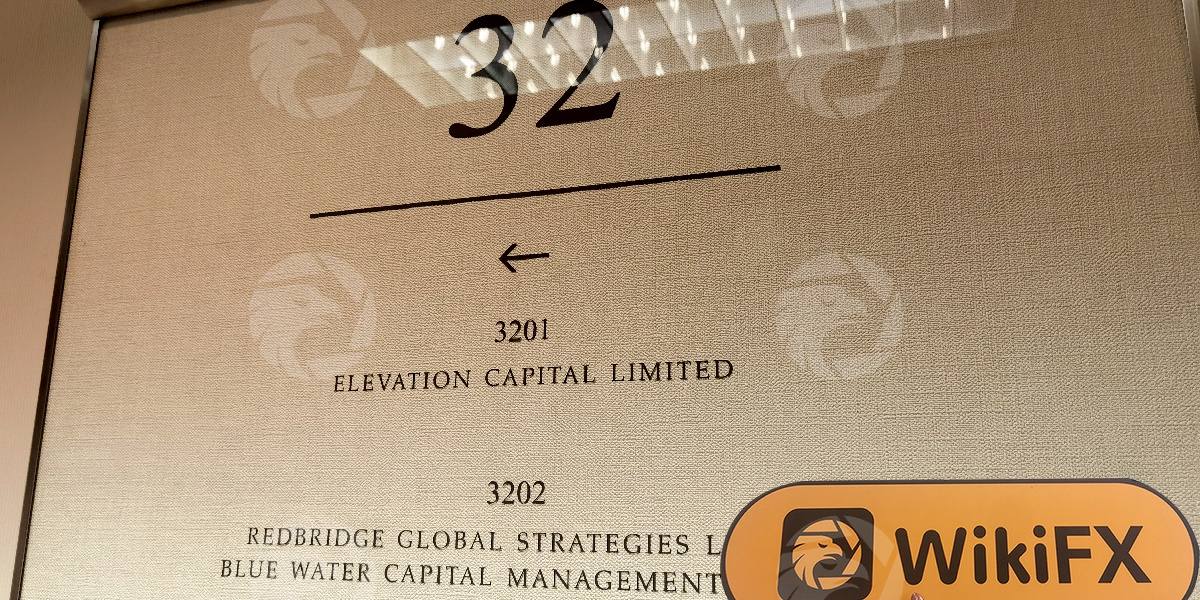 32
←
3201
ELEVATION CAPITAL LIMITED
3202
REDBRIDGE GLOBAL STRATEGIES L
BLUE WATER CAPITAL MANAGEMENT
WikiFX